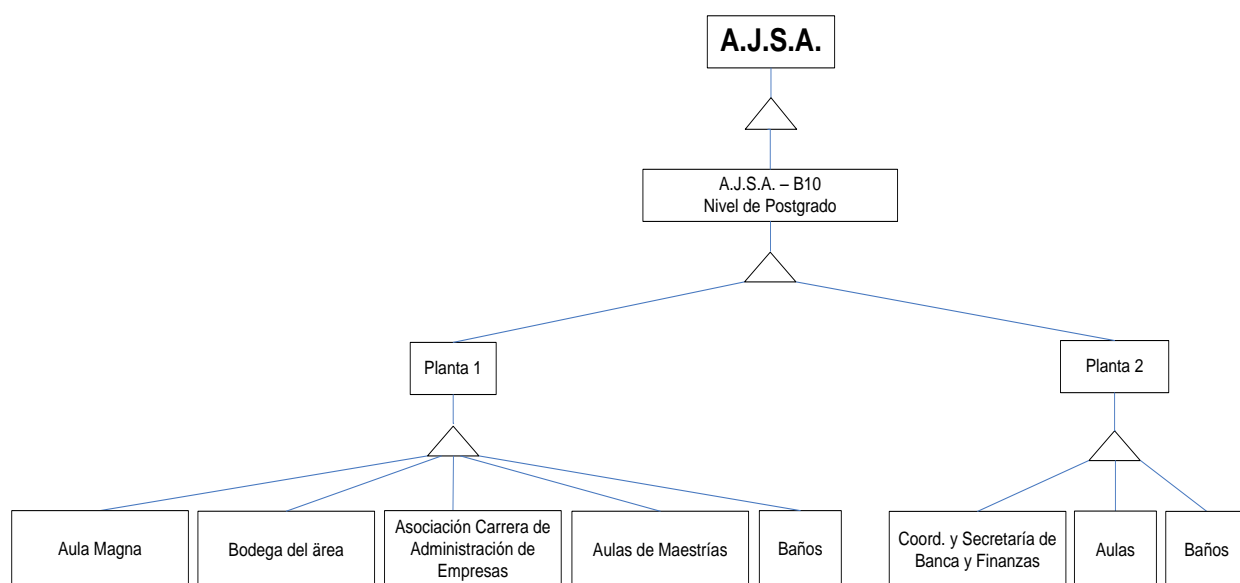 A.J.S.A.
A.J.S.A. – B10
Nivel de Postgrado
Planta 1
Planta 2
Aula Magna
Bodega del ärea
Asociación Carrera de
Administración de
Empresas
Aulas de Maestrías
Baños
Coord. y Secretaría de
Banca y Finanzas
Aulas
Baños